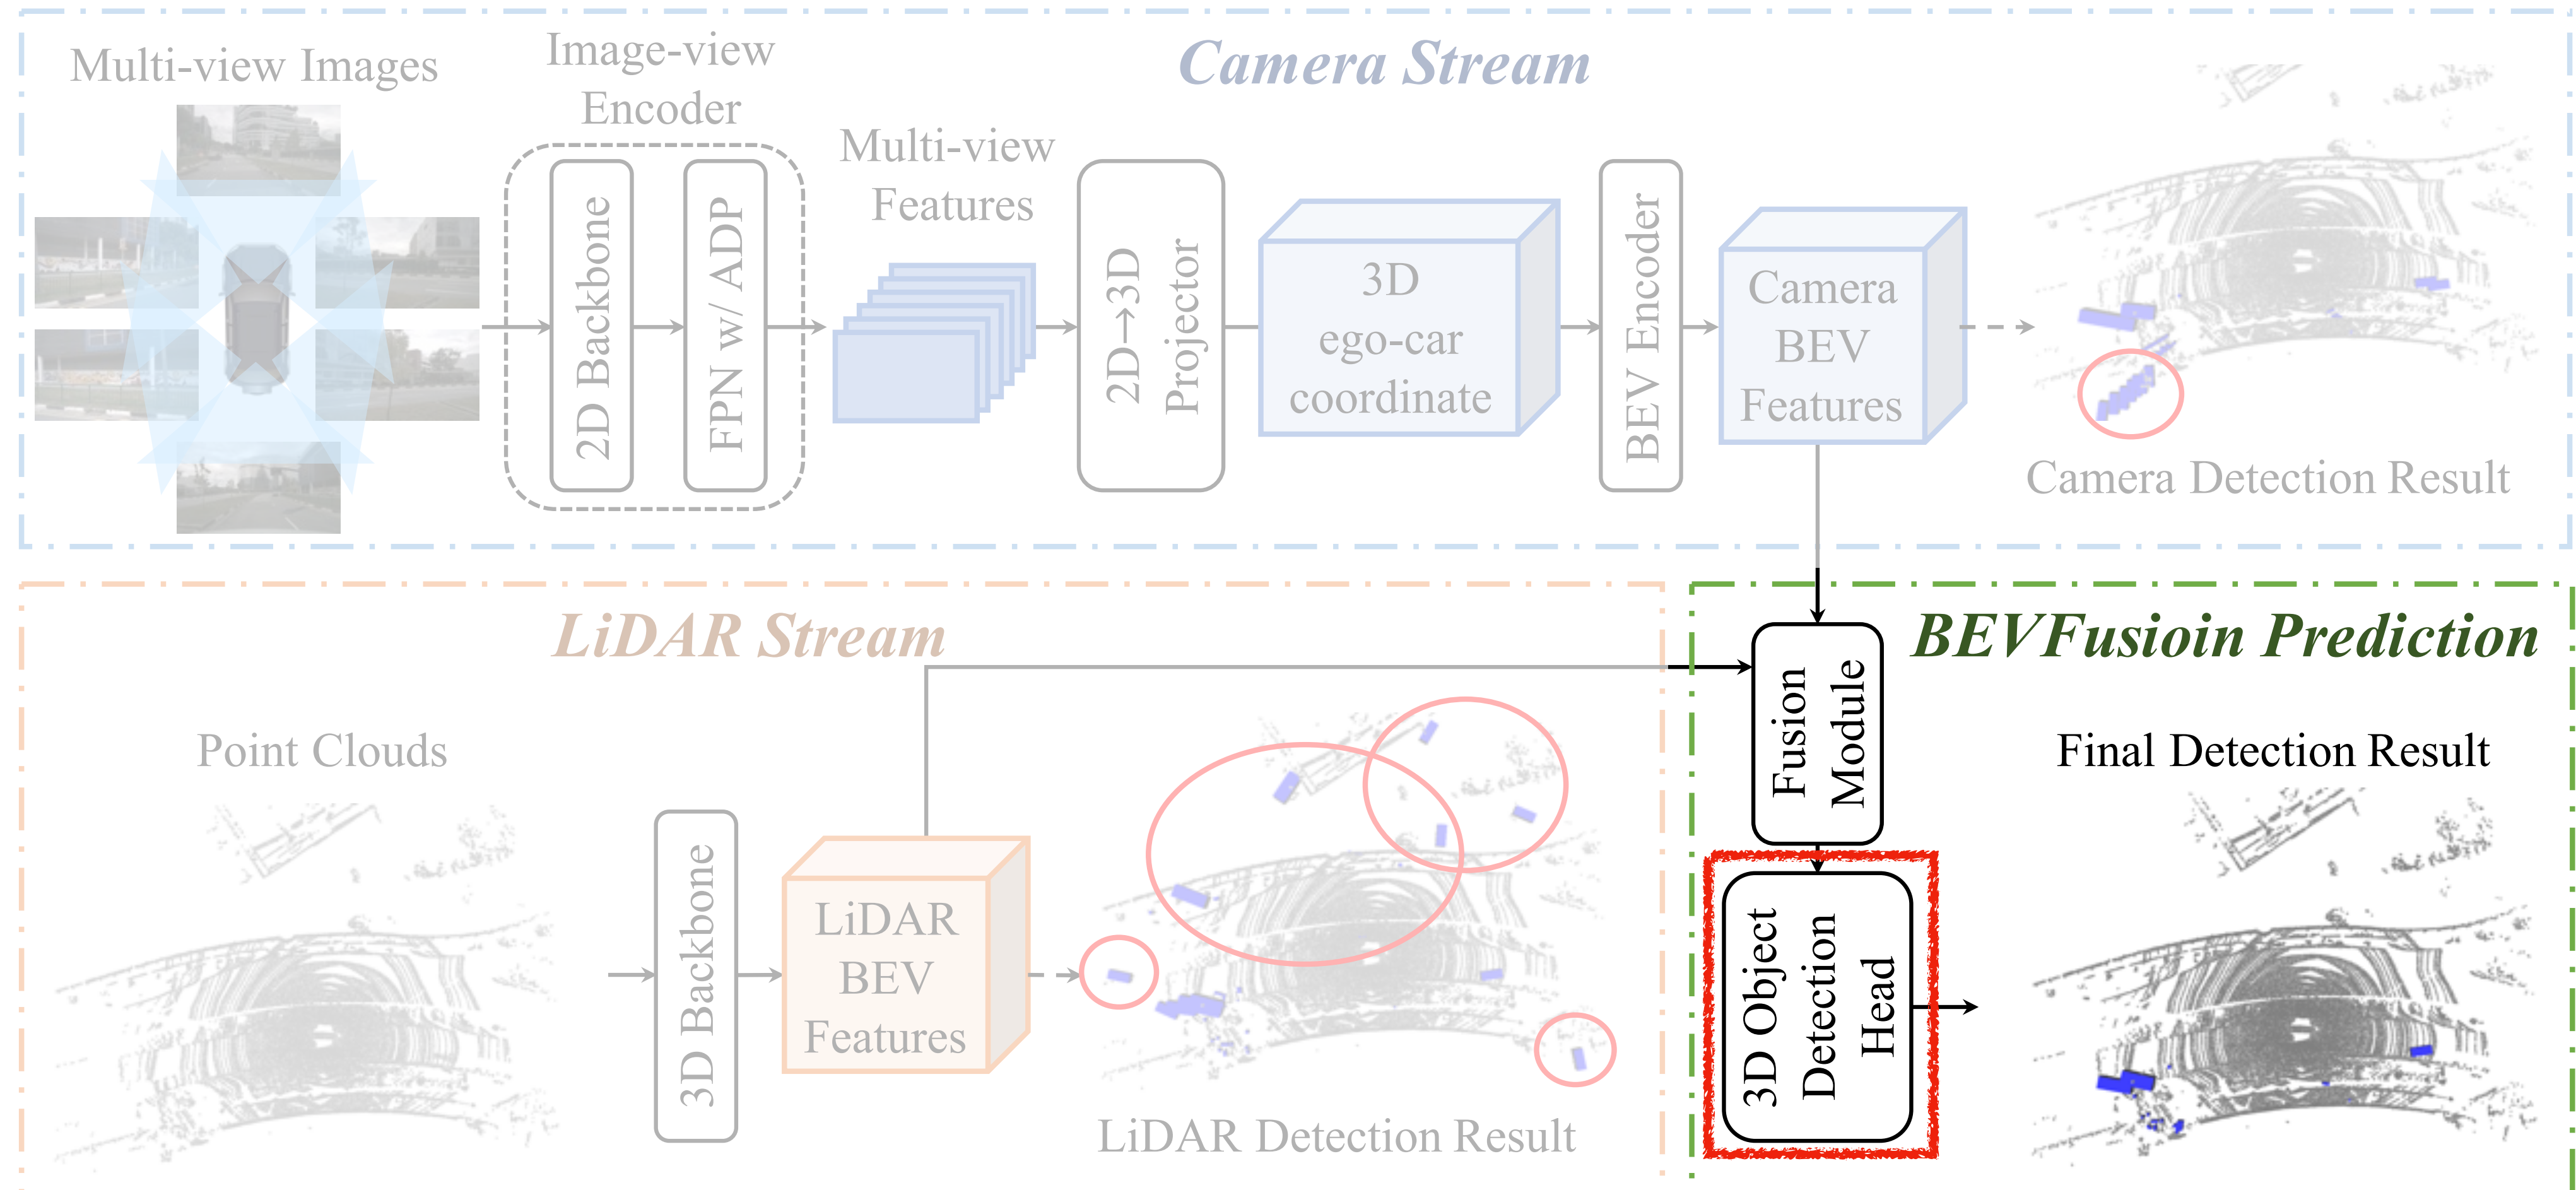 Camera Stream
Multi-view Images
Image-view
Encoder
2D Backbone
FPN w/ ADP
Multi-view
Features
2D→3D
Projector
3D
ego-car
coordinate
BEV Encoder
Camera
BEV
Features
Camera Detection Result
LiDAR Stream
Point Clouds
3D Backbone
LiDAR
BEV
Features
LiDAR Detection Result
BEVFusioin Prediction
Fusion
Module
3D Object
Detection
Head
Final Detection Result